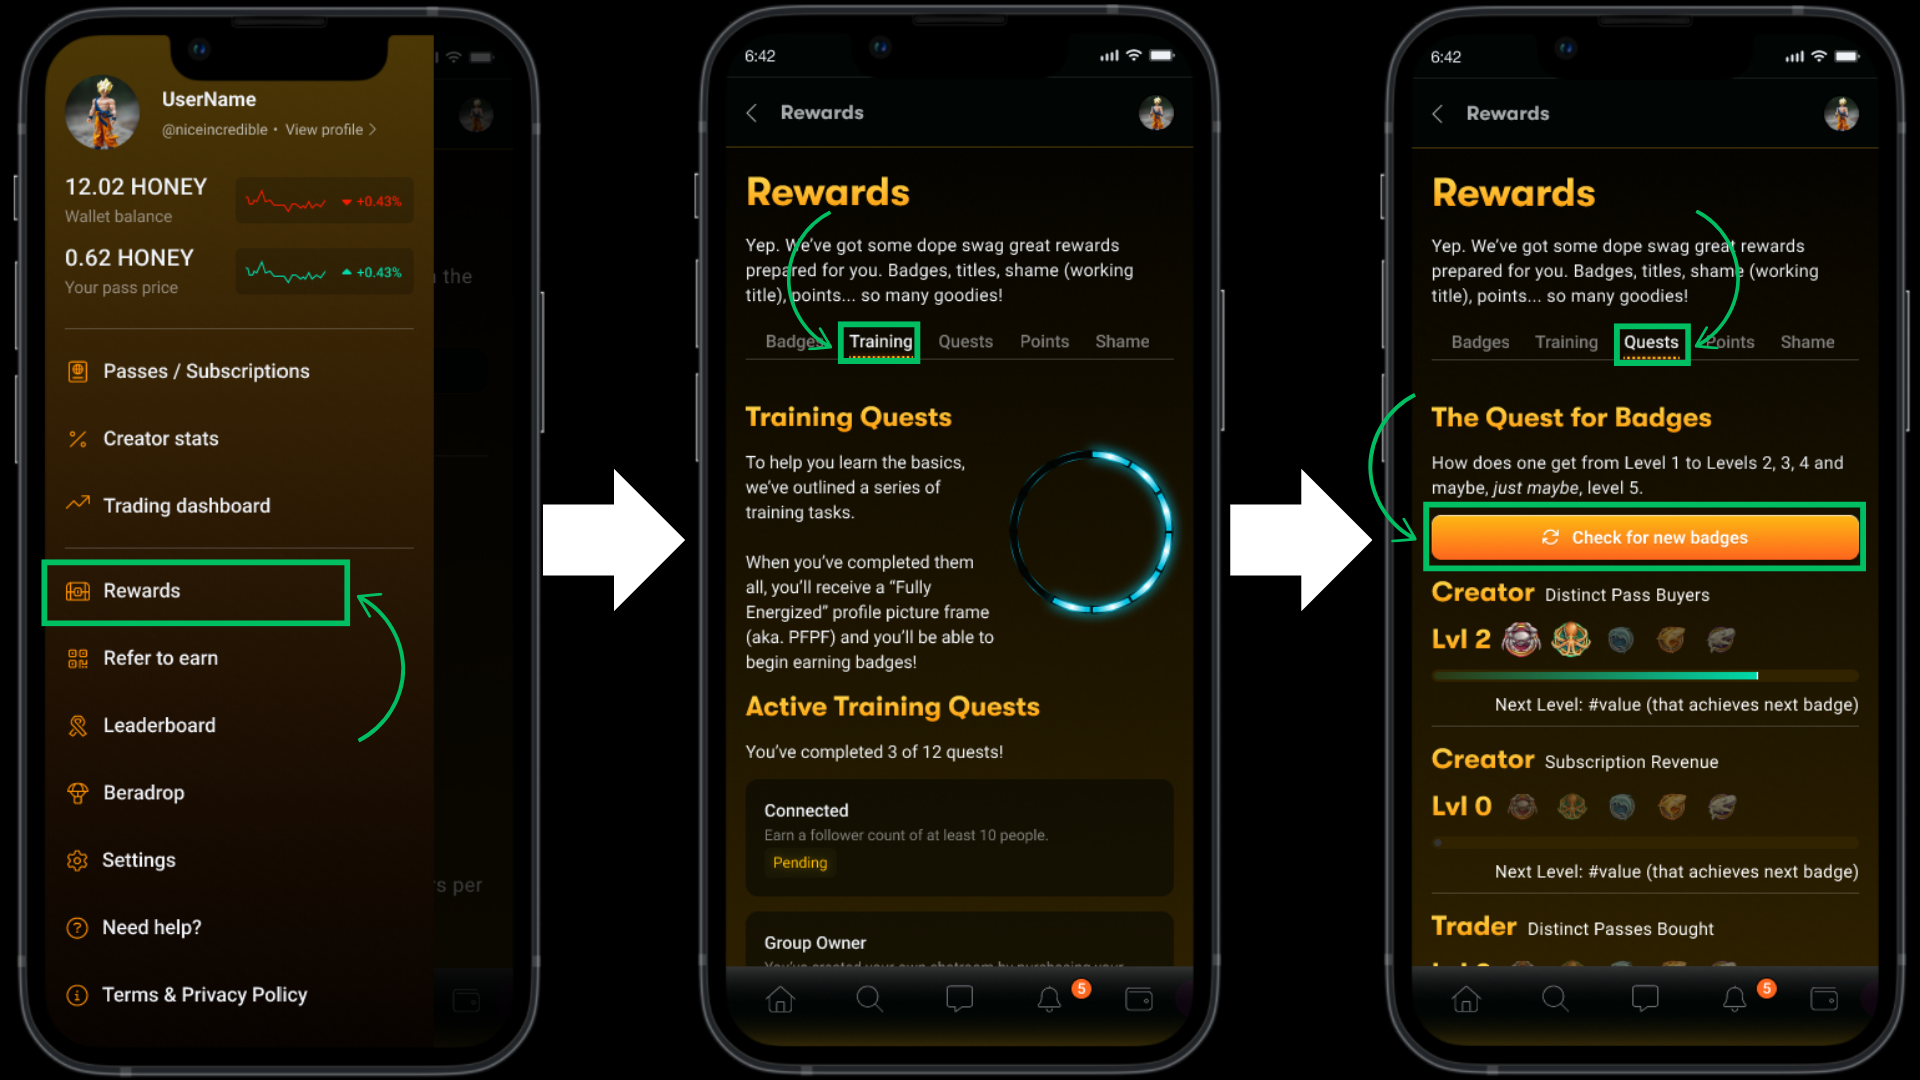 UserName
@niceincredible • View profile
12.02 HONEY
Wallet balance
+0.43%
0.62 HONEY
Your pass price
+0.43%
the
Passes / Subscriptions
Creator stats
Trading dashboard
Rewards
Refer to earn
Leaderboard
Beradrop
Settings
s per
Need help?
Terms & Privacy Policy
6:42
Rewards
Rewards
Yep. We've got some dope swag great rewards
prepared for you. Badges, titles, shame (working
title), points... so many goodies!
Badges Training Quests Points Shame
Training Quests
To help you learn the basics,
we've outlined a series of
training tasks.
When you've completed them
all, you'll receive a “Fully
Energized” profile picture frame
(aka. PFPF) and you'll be able to
begin earning badges!
Active Training Quests
You've completed 3 of 12 quests!
Connected
Earn a follower count of at least 10 people.
Pending
Group Owner
You've created your own chatroom by purchasing your
5
6:42
Rewards
Rewards
Yep. We've got some dope swag great rewards
prepared for you. Badges, titles, shame (working
title), points... so many goodies!
Badges Training Quests Points Shame
The Quest for Badges
How does one get from Level 1 to Levels 2, 3, 4 and
maybe, just maybe, level 5.
Check for new badges
Creator Distinct Pass Buyers
Lvl 2
Next Level: #value (that achieves next badge)
Creator Subscription Revenue
Lvl 0
Next Level: #value (that achieves next badge)
Trader Distinct Passes Bought
5